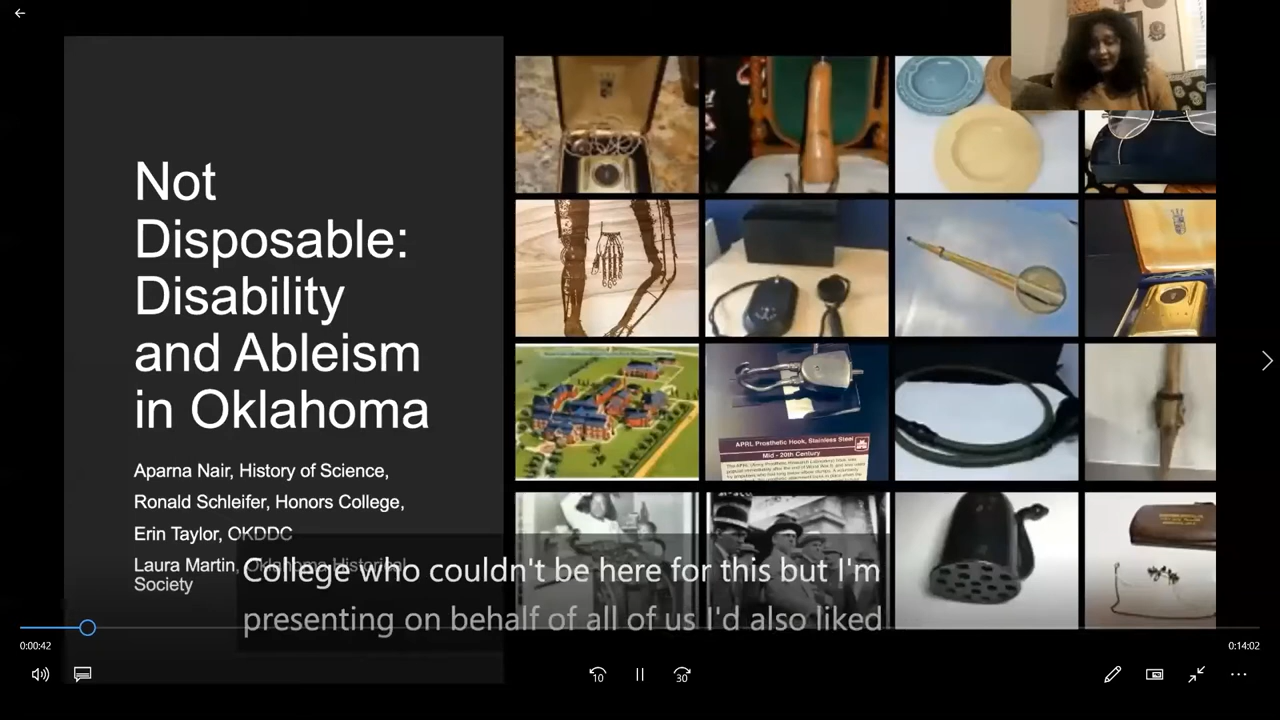 Not
Disposable:
Disability
and Ableism
in Oklahoma
Aparna Nair, History of Science,
Ronald Schleifer, Honors College,
Erin Taylor, OKDDC
Laura Martin, Oklahoma Historical
Society
APRL Prosthetic Hook, Stainless Steel
Mid - 20th Century
College who couldn't be here for this but I'm
presenting on behalf of all of us I'd also liked
0:00:42
0:14:02
10
30